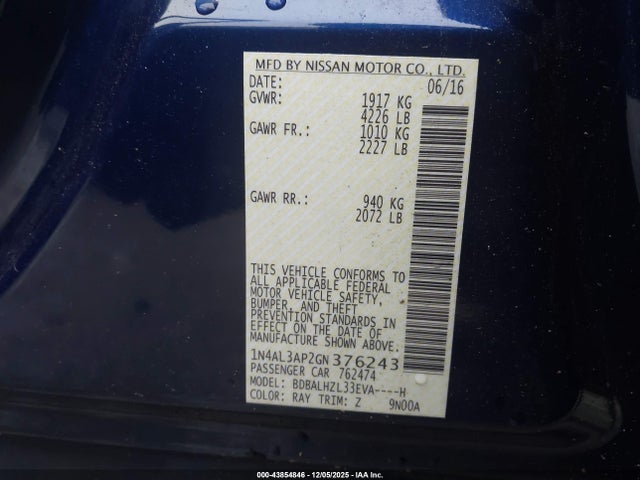 MFD BY NISSAN MOTOR CO., LTD.
DATE: 06/16
GVWR: 1917 KG
4226 LB
GAWR FR.: 1010 KG
2227 LB
GAWR RR.: 940 KG
2072 LB
THIS VEHICLE CONFORMS TO
ALL APPLICABLE FEDERAL
MOTOR VEHICLE SAFETY,
BUMPER, AND THEFT
PREVENTION STANDARDS IN
EFFECT ON THE DATE OF
MANUFACTURE SHOWN ABOVE.
1N4AL3AP2GN376243
PASSENGER CAR 762474
MODEL: BDBALHZL33EVA----H
COLOR: RAY TRIM: Z 9N00A
000-43854846 | 12/05/2025 | IAA Inc.